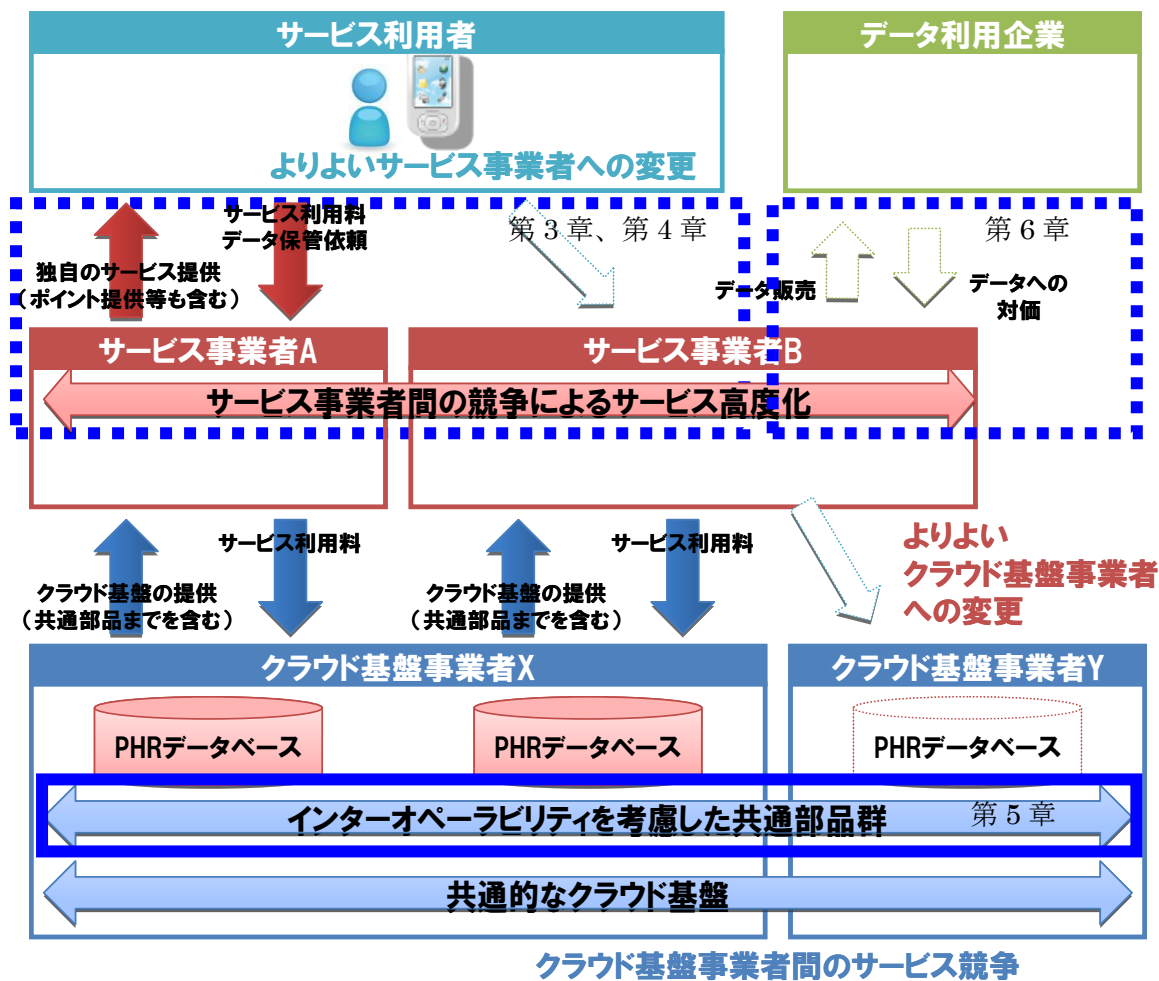 サービス利用者
データ利用企業
よりよいサービス事業者への変更
サービス利用料
データ保管依頼
第３章、第４章
第６章
独自のサービス提供
（ポイント提供等も含む）
データ販売
データへの
対価
サービス事業者A
サービス事業者B
サービス事業者間の競争によるサービス高度化
サービス利用料
サービス利用料
よりよい
クラウド基盤事業者
への変更
クラウド基盤の提供
（共通部品までを含む）
クラウド基盤の提供
（共通部品までを含む）
クラウド基盤事業者X
クラウド基盤事業者Y
PHRデータベース
PHRデータベース
PHRデータベース
インターオペーラビリティを考慮した共通部品群
第５章
共通的なクラウド基盤
クラウド基盤事業者間のサービス競争